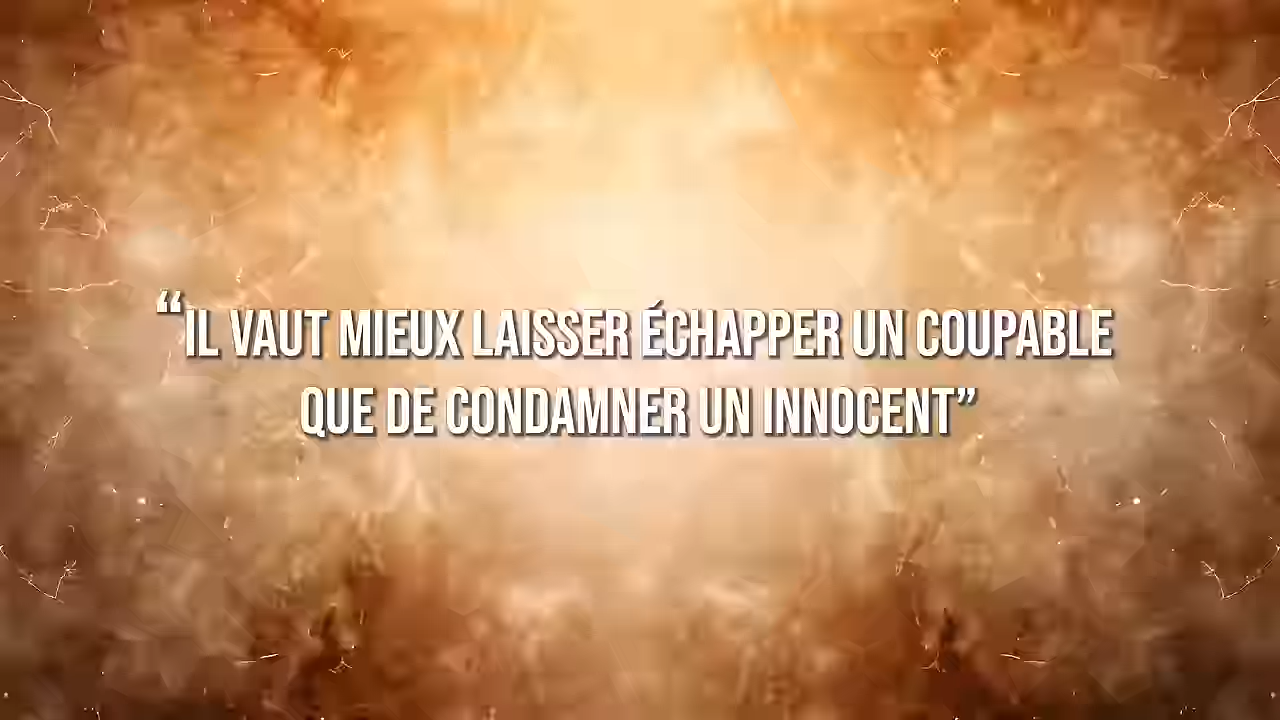 “IL VAUT MIEUX LAISSER ÉCHAPPER UN COUPABLE
QUE DE CONDAMNER UN INNOCENT”